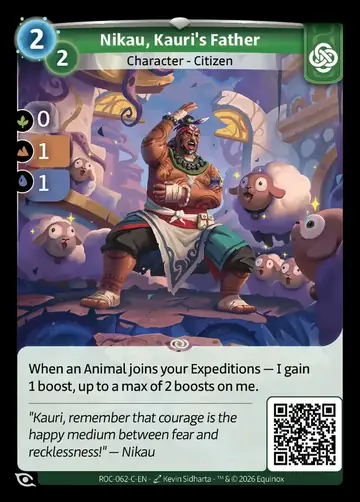 2
2
Nikau, Kauri's Father
Character - Citizen
0
1
1
When an Animal joins your Expeditions — I gain
1 boost, up to a max of 2 boosts on me.
"Kauri, remember that courage is the
happy medium between fear and
recklessness!" — Nikau
ROC-062-C-EN - Kevin Sidharta - ™ & © 2026 Equinox